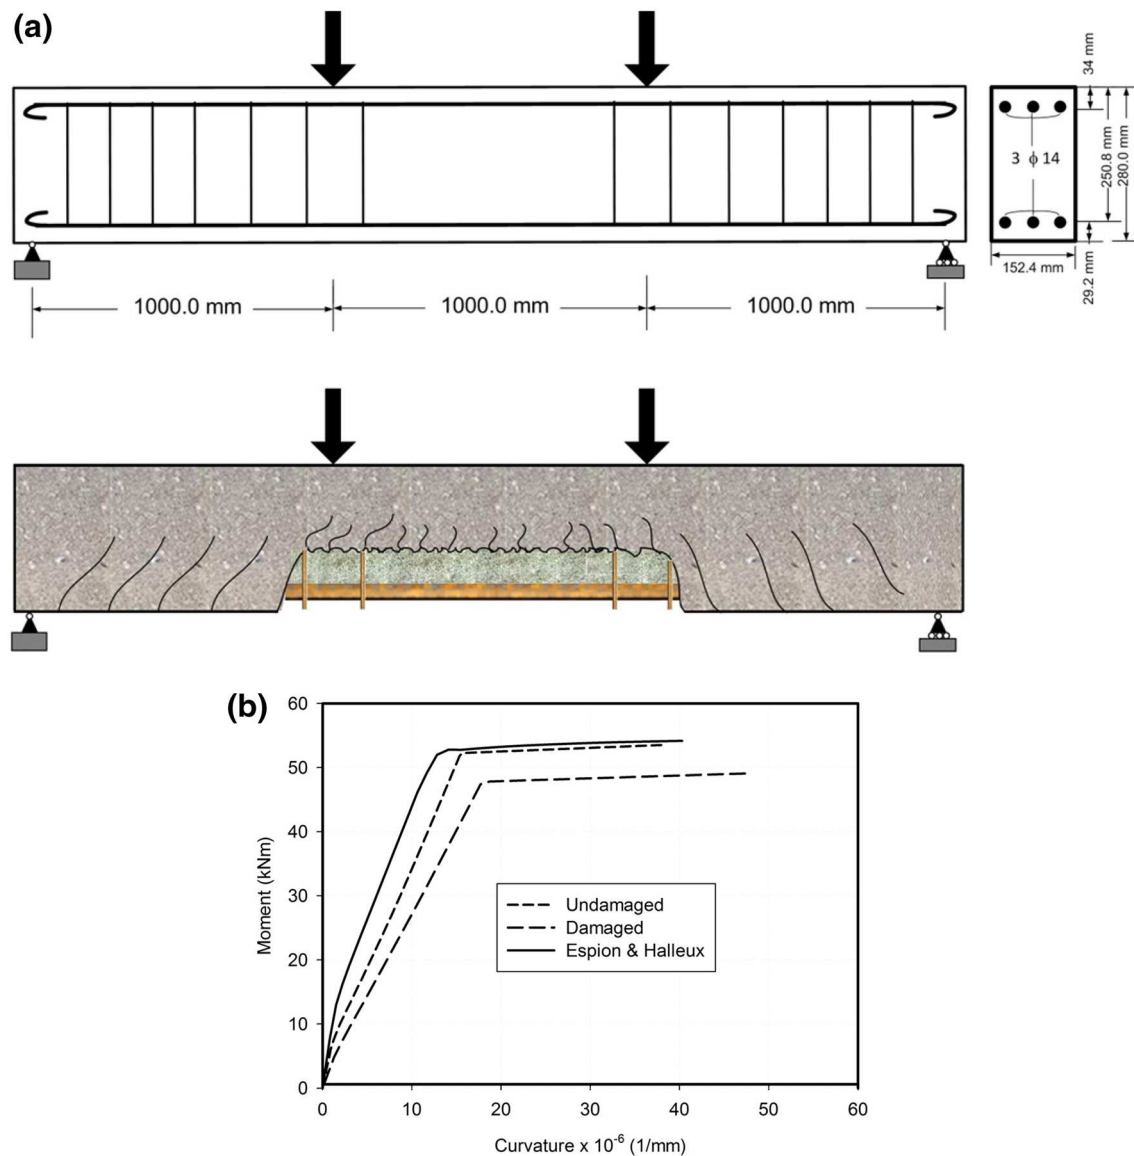 (a)
34 mm
3 ϕ 14
250.8 mm
280.0 mm
152.4 mm
29.2 mm
1000.0 mm
1000.0 mm
1000.0 mm
(b)
60
50
40
30
20
10
0
Moment (kNm)
Undamaged
Damaged
Espion & Halleux
0 10 20 30 40 50 60
Curvature x 10⁻⁶ (1/mm)